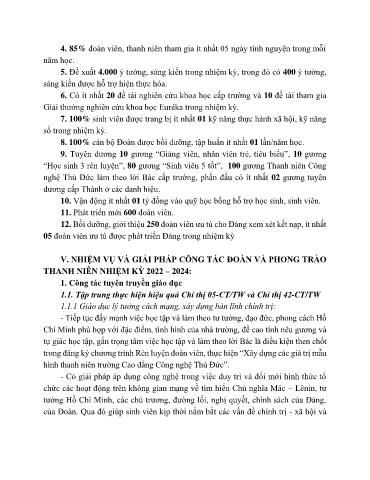 4. 85% đoàn viên, thanh niên tham gia ít nhất 05 ngày tình nguyện trong mỗi
năm học.
5. Đề xuất 4.000 ý tưởng, sáng kiến trong nhiệm kỳ, trong đó có 400 ý tưởng,
sáng kiến được hỗ trợ hiện thực hóa.
6. Có ít nhất 20 đề tài nghiên cứu khoa học cấp trường và 10 đề tài tham gia
Giải thưởng nghiên cứu khoa học Euréka trong nhiệm kỳ.
7. 100% sinh viên được trang bị ít nhất 01 kỹ năng thực hành xã hội, kỹ năng
số trong nhiệm kỳ.
8. 100% cán bộ Đoàn được bồi dưỡng, tập huấn ít nhất 01 lần/năm học.
9. Tuyên dương 10 gương “Giảng viên, nhân viên trẻ, tiêu biểu”, 10 gương
“Học sinh 3 rèn luyện”, 80 gương “Sinh viên 5 tốt”, 100 gương Thanh niên Công
nghệ Thủ Đức làm theo lời Bác cấp trường, phấn đấu có ít nhất 02 gương tuyên
dương cấp Thành ở các danh hiệu.
10. Vận động ít nhất 01 tỷ đồng vào quỹ học bổng hỗ trợ học sinh, sinh viên.
11. Phát triển mới 600 đoàn viên.
12. Bồi dưỡng, giới thiệu 250 đoàn viên ưu tú cho Đảng xem xét kết nạp, ít nhất
05 đoàn viên ưu tú được phát triển Đảng trong nhiệm kỳ
V. NHIỆM VỤ VÀ GIẢI PHÁP CÔNG TÁC ĐOÀN VÀ PHONG TRÀO
THANH NIÊN NHIỆM KỲ 2022 – 2024:
1. Công tác tuyên truyền giáo dục
1.1. Tập trung thực hiện hiệu quả Chỉ thị 05-CT/TW và Chỉ thị 42-CT/TW
1.1.1 Giáo dục lý tưởng cách mạng, xây dựng bản lĩnh chính trị:
- Tiếp tục đẩy mạnh việc học tập và làm theo tư tưởng, đạo đức, phong cách Hồ
Chí Minh phù hợp với đặc điểm, tình hình của nhà trường, đề cao tính nêu gương và
tự giác học tập, gắn trọng tâm việc học tập và làm theo lời Bác là điều kiện then chốt
trong đăng ký chương trình Rèn luyện đoàn viên, thực hiện “Xây dựng các giá trị mẫu
hình thanh niên trường Cao đẳng Công nghệ Thủ Đức”.
- Có giải pháp áp dụng công nghệ trong việc duy trì và đổi mới hình thức tổ
chức các hoạt động trên không gian mạng về tìm hiểu Chủ nghĩa Mác – Lênin, tư
tưởng Hồ Chí Minh, các chủ trương, đường lối, nghị quyết, chính sách của Đảng,
của Đoàn. Qua đó giúp sinh viên kịp thời nắm bắt các vấn đề chính trị - xã hội và